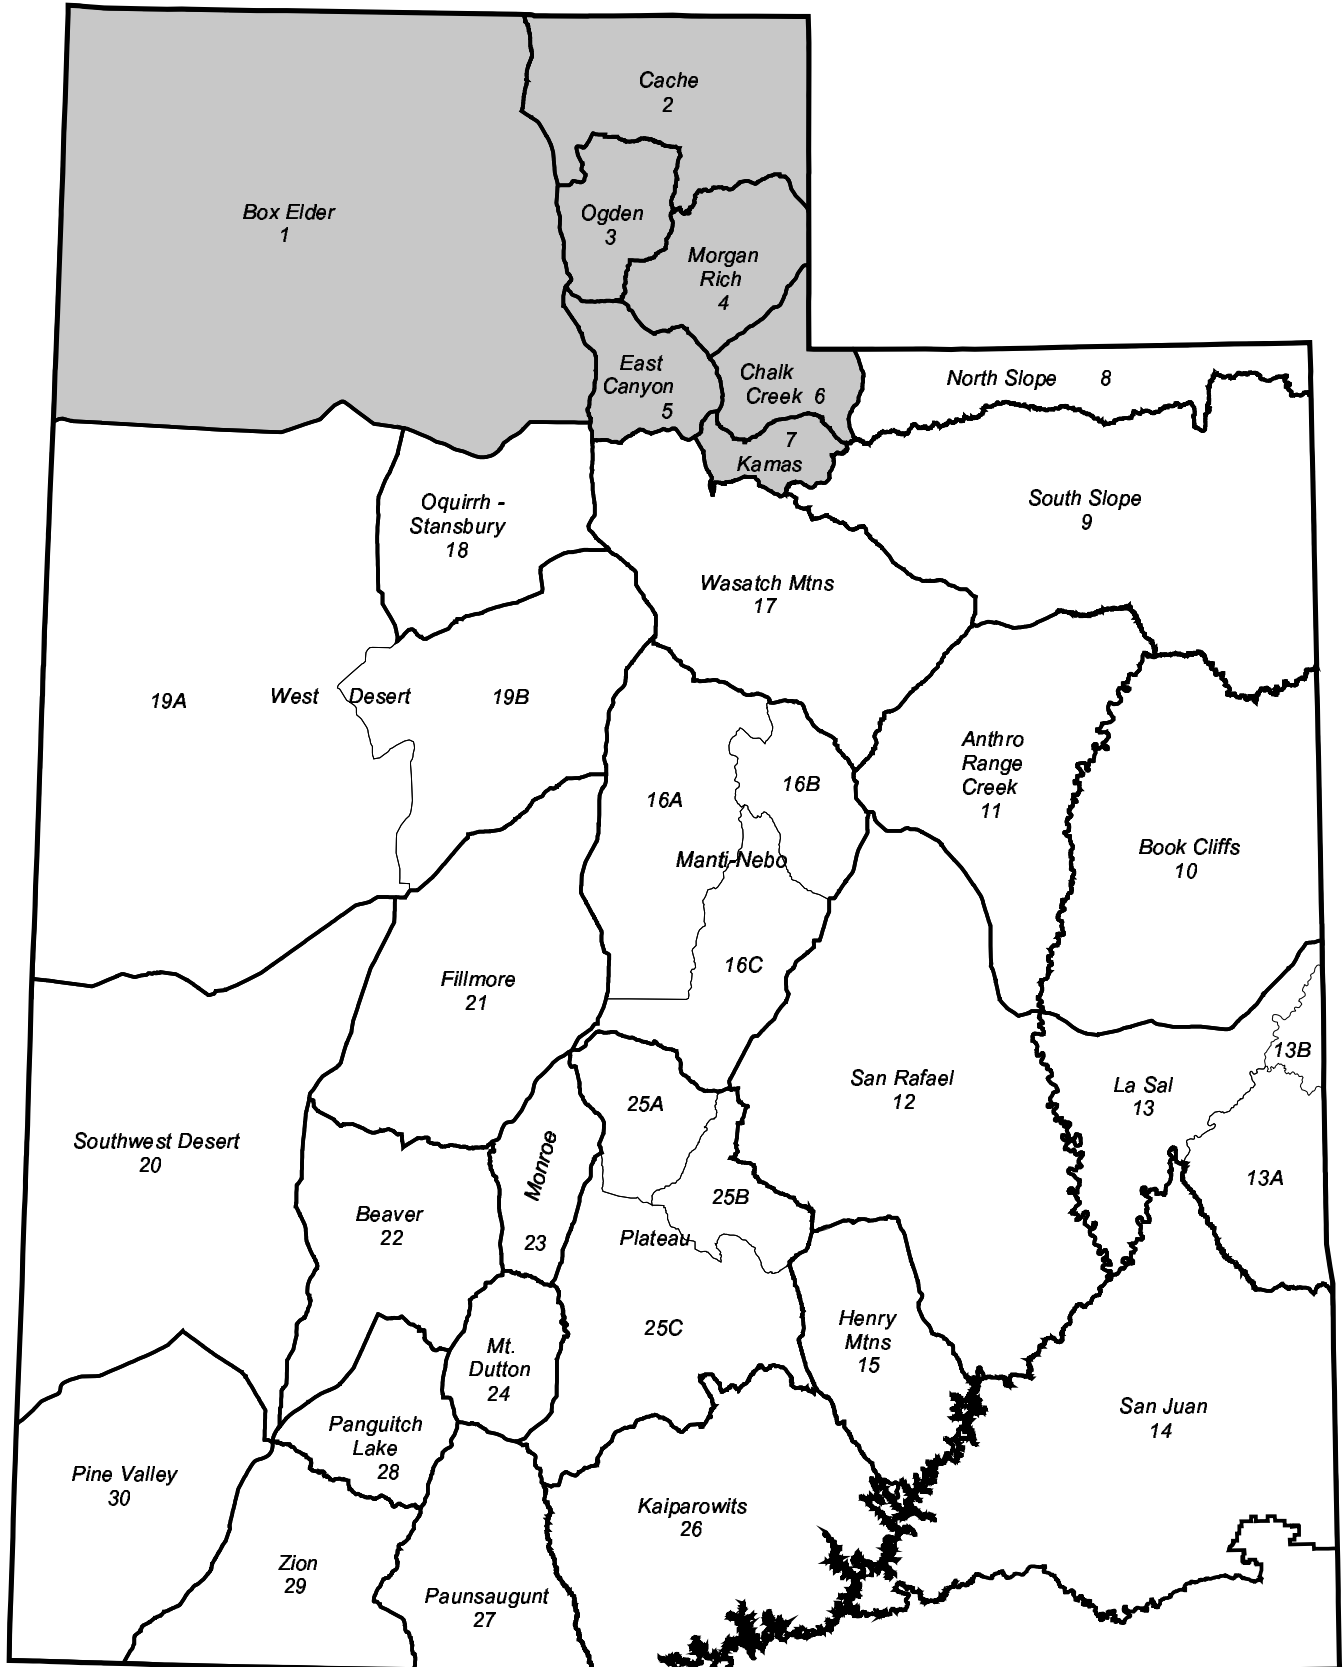 Cache
2
Box Elder
1
Ogden
3
Morgan
Rich
4
East
Canyon
5
Chalk
Creek 6
North Slope 8
7
Kamas
Oquirrh -
Stansbury
18
South Slope
9
Wasatch Mtns
17
19A
West Desert
19B
Anthro
Range
Creek
11
16A
16B
Manti-Nebo
Book Cliffs
10
16C
Fillmore
21
San Rafael
12
La Sal
13
13B
13A
Southwest Desert
20
25A
Monroe
23
25B
Beaver
22
Plateau
25C
Mt.
Dutton
24
Henry
Mtns
15
San Juan
14
Panguitch
Lake
28
Pine Valley
30
Kaiparowits
26
Zion
29
Paunsaugunt
27